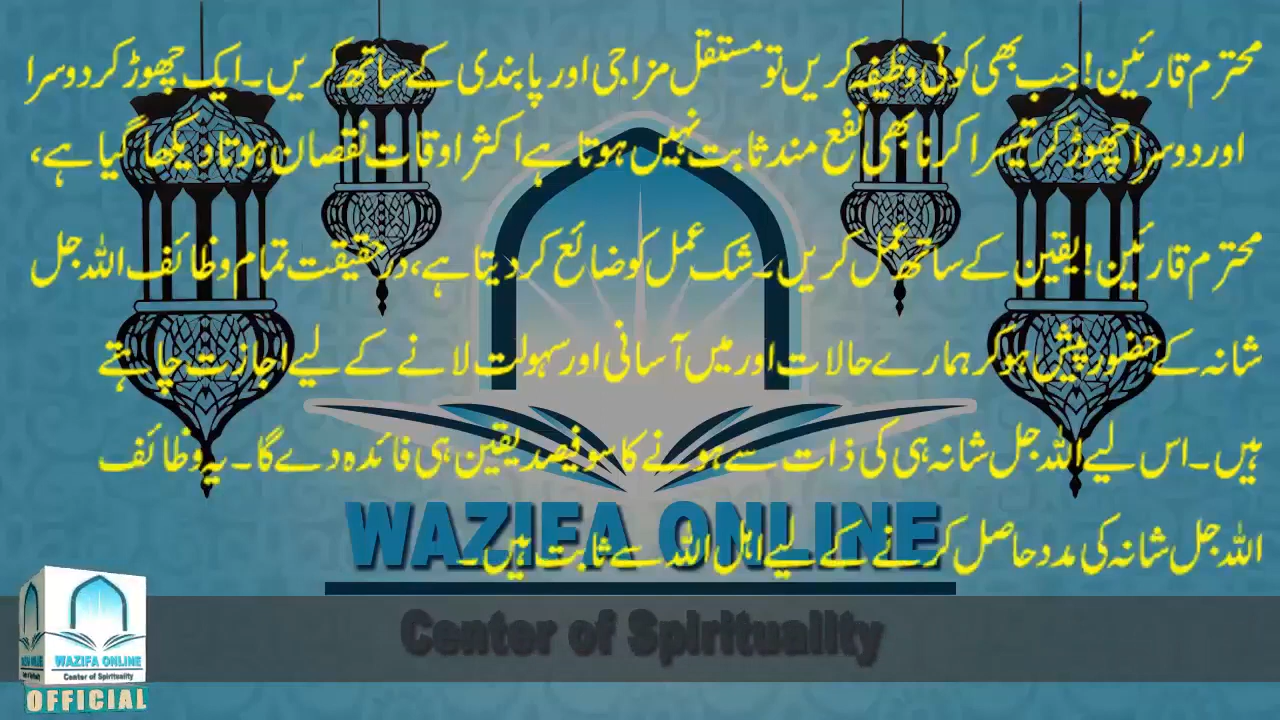 محترم قارئین! جب بھی کوئی وظیفہ کریں تو مستقل مزاجی اور پابندی کے ساتھ کریں۔ ایک چھوڑ کر دوسرا
اور دوسرا چھوڑ کر تیسرا کرنا بھی نفع مند ثابت نہیں ہوتا ہے اکثر اوقات نقصان ہوتا دیکھا گیا ہے،
محترم قارئین! یقین کے ساتھ عمل کریں۔ شک عمل کو ضائع کر دیتا ہے، در حقیقت تمام وظائف اللہ جل
شانہ کے حضور پیش ہو کر ہمارے حالات اور میں آسانی اور سہولت لانے کے لیے اجازت چاہتے
ہیں۔ اس لیے اللہ جل شانہ ہی کی ذات سے ہونے کا سو فیصد یقین ہی فائدہ دے گا۔ یہ وظائف
اللہ جل شانہ کی مدد حاصل کرنے کے لیے اہل اللہ سے ثابت ہیں۔
WAZIFA ONLINE
Center of Spirituality
WAZIFA ONLINE
Center of Spirituality
OFFICIAL